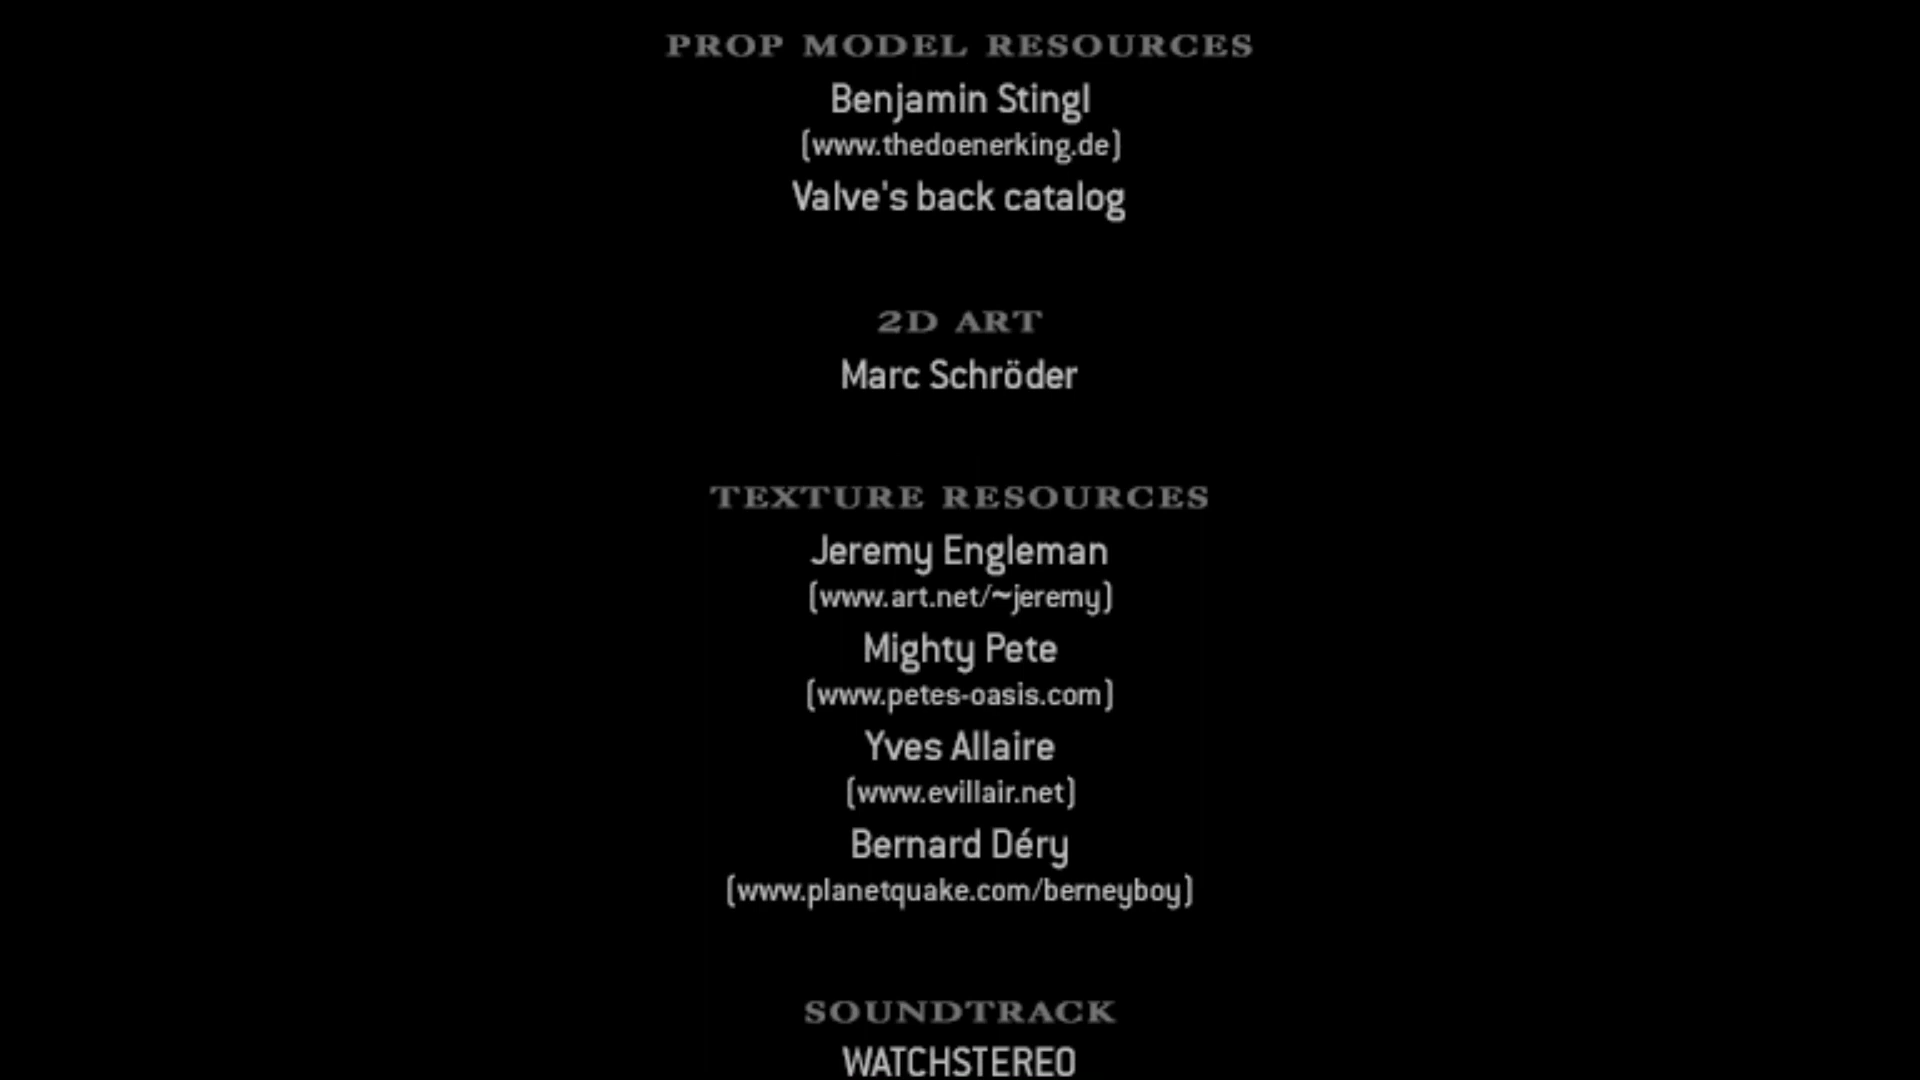 PROP MODEL RESOURCES
Benjamin Stingl
(www.thedoenerking.de)
Valve's back catalog
2D ART
Marc Schröder
TEXTURE RESOURCES
Jeremy Engleman
(www.art.net/~jeremy)
Mighty Pete
(www.petes-oasis.com)
Yves Allaire
(www.evillair.net)
Bernard Déry
(www.planetquake.com/berneyboy)
SOUNDTRACK
WATCHSTEREO